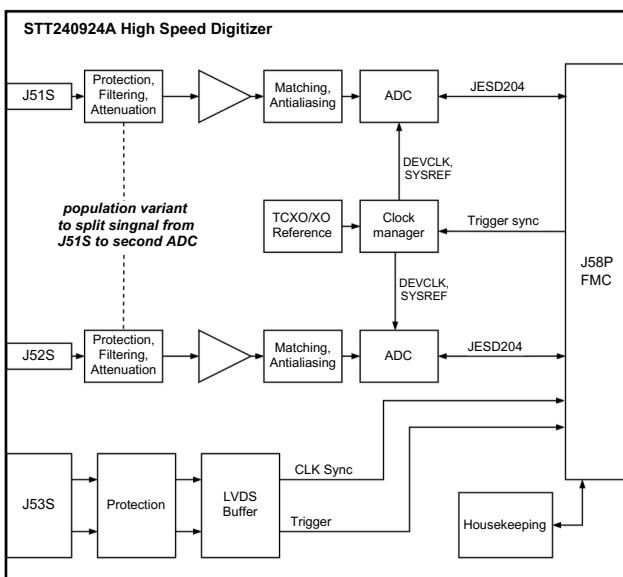 STT240924A High Speed Digitizer
J51S
Protection,
Filtering,
Attenuation
Matching,
Antialiasing
ADC
JESD204
DEVCLK,
SYSREF
population variant
to split singnal from
J51S to second ADC
TCXO/XO
Reference
Clock
manager
Trigger sync
J58P
FMC
DEVCLK,
SYSREF
J52S
Protection,
Filtering,
Attenuation
Matching,
Antialiasing
ADC
JESD204
J53S
Protection
LVDS
Buffer
CLK Sync
Trigger
Housekeeping